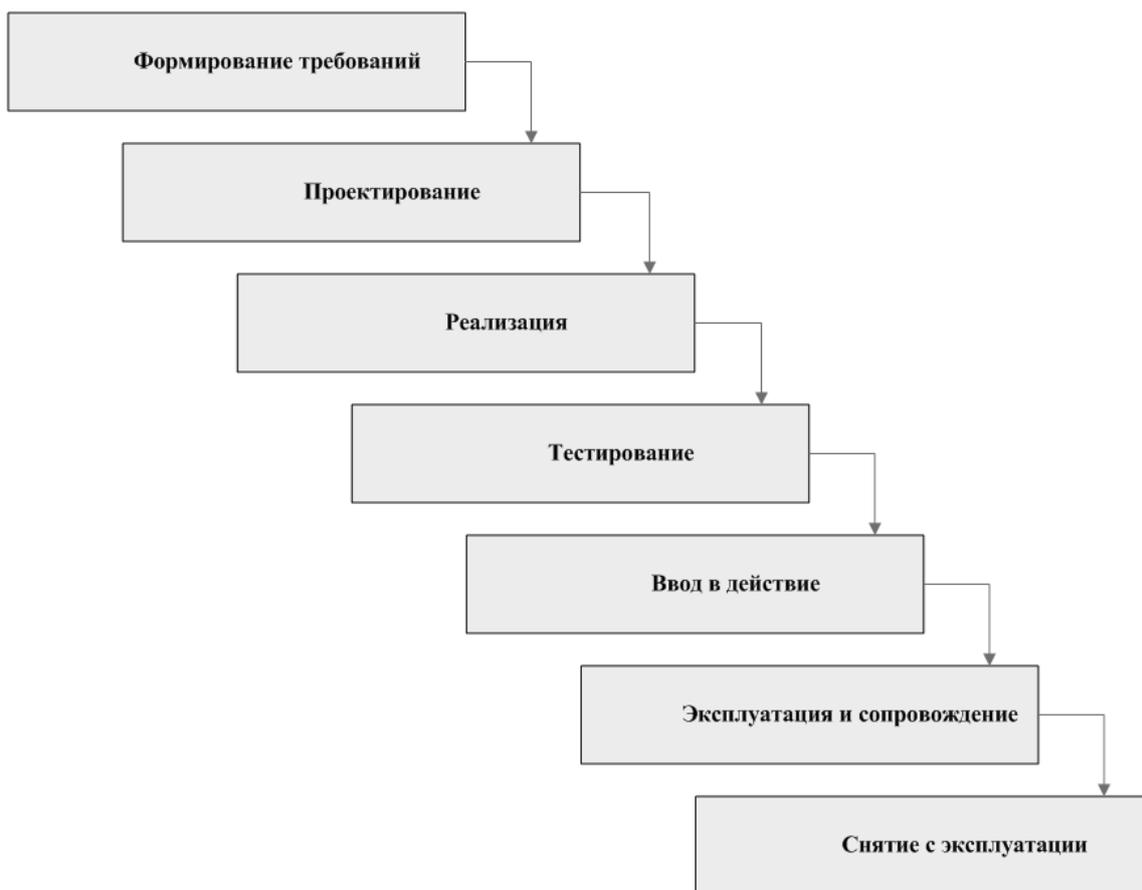 Формирование требований
Проектирование
Реализация
Тестирование
Ввод в действие
Эксплуатация и сопровождение
Снятие с эксплуатации